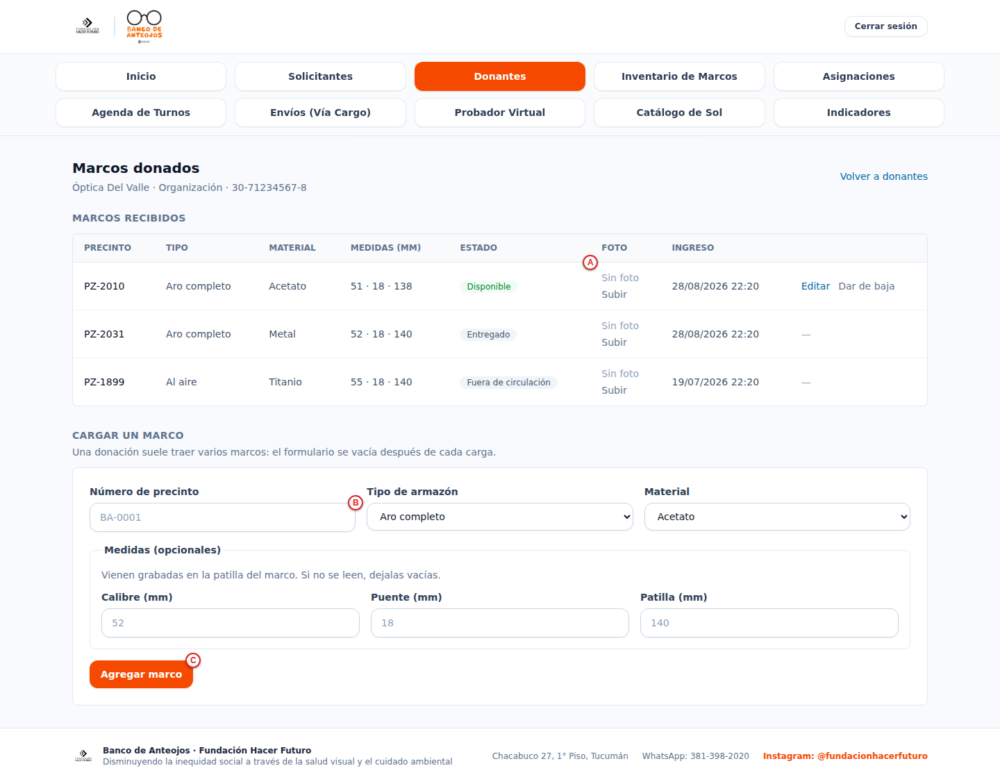 FUNDACIÓN
HACER FUTURO
BANCO DE
ANTEOJOS
Cerrar sesión
Inicio
Solicitantes
Donantes
Inventario de Marcos
Asignaciones
Agenda de Turnos
Envíos (Vía Cargo)
Probador Virtual
Catálogo de Sol
Indicadores
Marcos donados
Óptica Del Valle · Organización · 30-71234567-8
Volver a donantes
MARCOS RECIBIDOS
PRECINTO TIPO MATERIAL MEDIDAS (MM) ESTADO FOTO INGRESO
A
PZ-2010 Aro completo Acetato 51 · 18 · 138 Disponible Sin foto Subir 28/08/2026 22:20 Editar Dar de baja
PZ-2031 Aro completo Metal 52 · 18 · 140 Entregado Sin foto Subir 28/08/2026 22:20 —
PZ-1899 Al aire Titanio 55 · 18 · 140 Fuera de circulación Sin foto Subir 19/07/2026 22:20 —
CARGAR UN MARCO
Una donación suele traer varios marcos: el formulario se vacía después de cada carga.
Número de precinto Tipo de armazón Material
B
BA-0001 Aro completo Acetato
Medidas (opcionales)
Vienen grabadas en la patilla del marco. Si no se leen, dejalas vacías.
Calibre (mm) Puente (mm) Patilla (mm)
52 18 140
C
Agregar marco
Banco de Anteojos · Fundación Hacer Futuro
Disminuyendo la inequidad social a través de la salud visual y el cuidado ambiental
Chacabuco 27, 1° Piso, Tucumán
WhatsApp: 381-398-2020
Instagram: @fundacionhacerfuturo